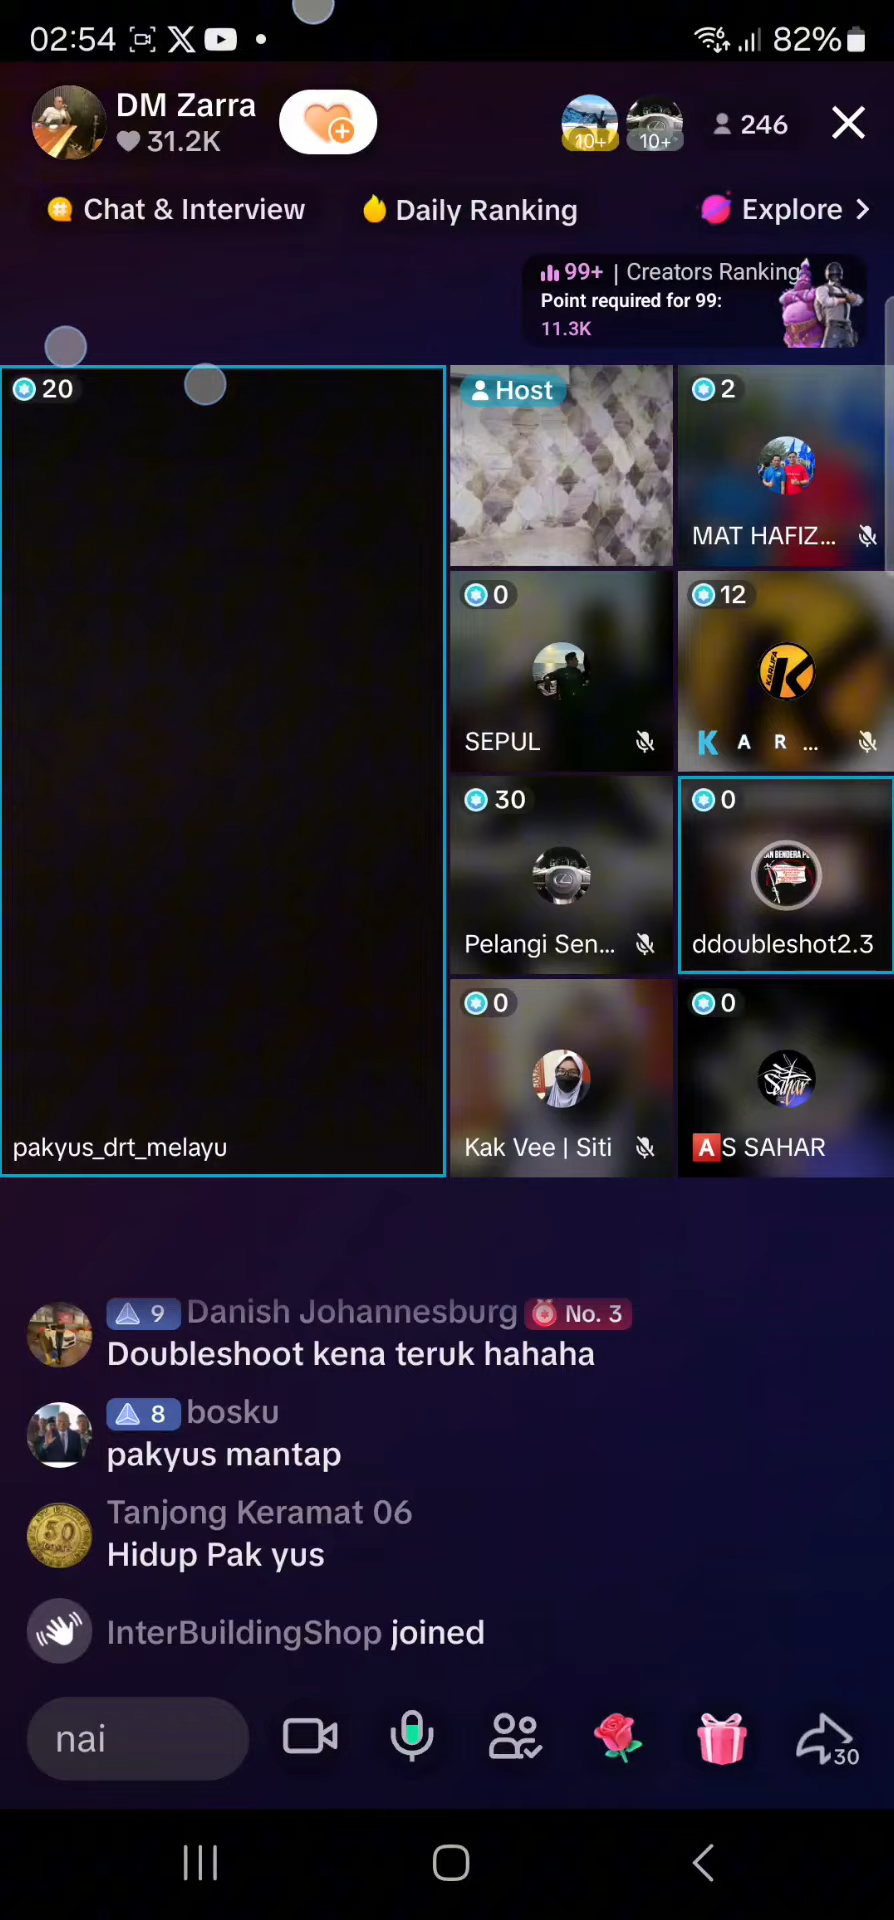 02:54
82%
DM Zarra
31.2K
10+
10+
246
Chat & Interview
Daily Ranking
Explore
99+ | Creators Ranking
Point required for 99:
11.3K
20
Host
2
MAT HAFIZ...
0
SEPUL
12
K A R ...
30
Pelangi Sen...
0
ddoubleshot2.3
0
Kak Vee | Siti
0
AS SAHAR
pakyus_drt_melayu
9 Danish Johannesburg No. 3
Doubleshoot kena teruk hahaha
8 bosku
pakyus mantap
Tanjong Keramat 06
Hidup Pak yus
InterBuildingShop joined
nai
30